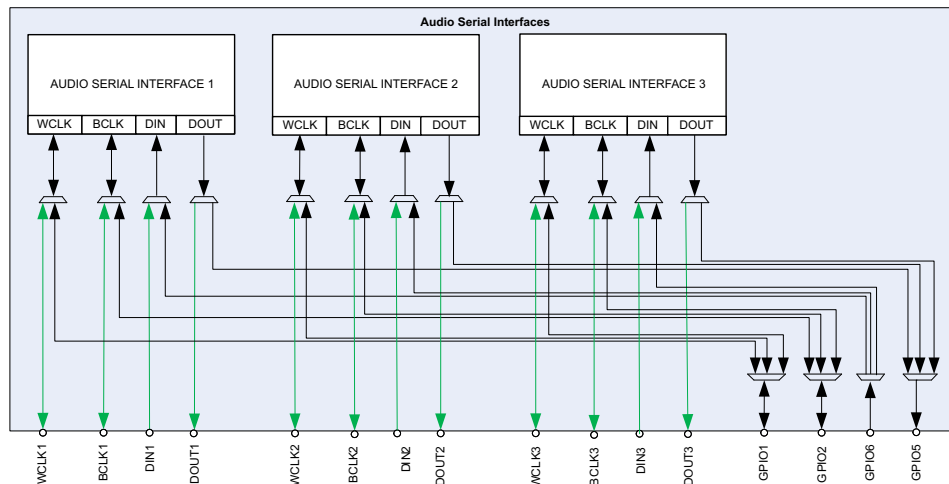 Audio Serial Interfaces
AUDIO SERIAL INTERFACE 1
WCLK BCLK DIN DOUT
AUDIO SERIAL INTERFACE 2
WCLK BCLK DIN DOUT
AUDIO SERIAL INTERFACE 3
WCLK BCLK DIN DOUT
WCLK1
BCLK1
DIN1
DOUT1
WCLK2
BCLK2
DIN2
DOUT2
WCLK3
BCLK3
DIN3
DOUT3
GPIO1
GPIO2
GPIO6
GPIO5